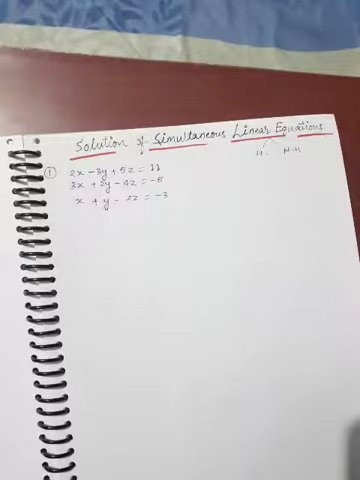 Solution of Simultaneous Linear Equations
H. N-H
① 2x - 3y + 5z = 11
3x + 2y - 4z = -5
x + y - 2z = -3